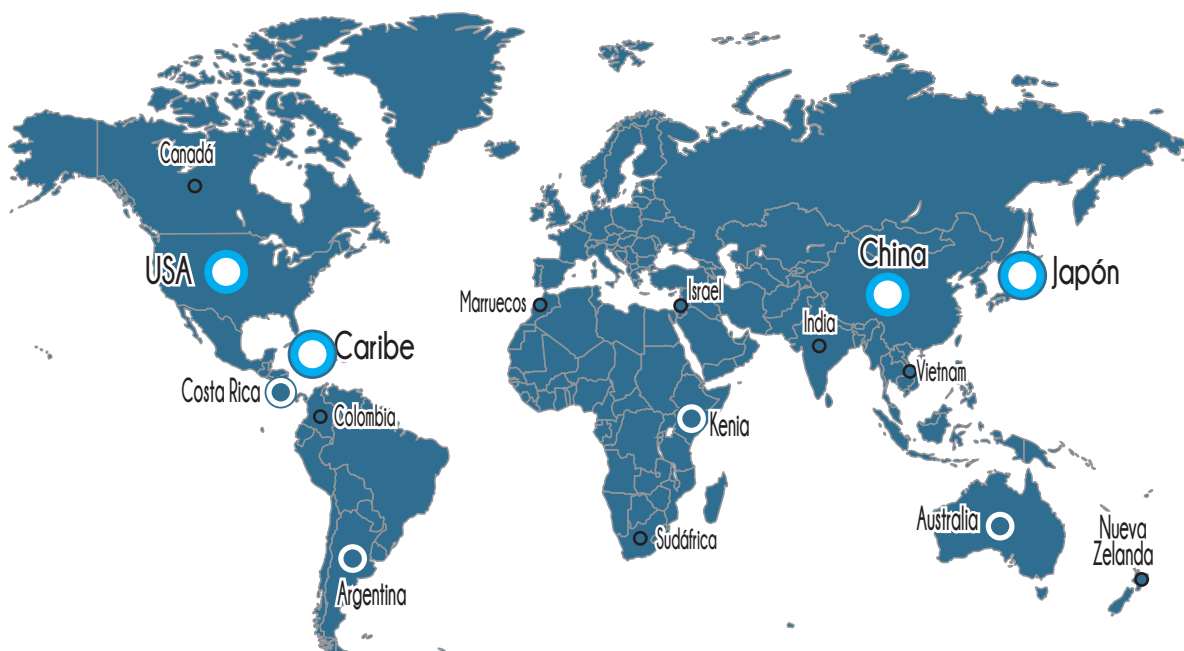 Canadá
USA
China
Japón
Marruecos
Israel
India
Caribe
Costa Rica
Vietnam
Colombia
Kenia
Australia
Nueva
Zelanda
Sudáfrica
Argentina